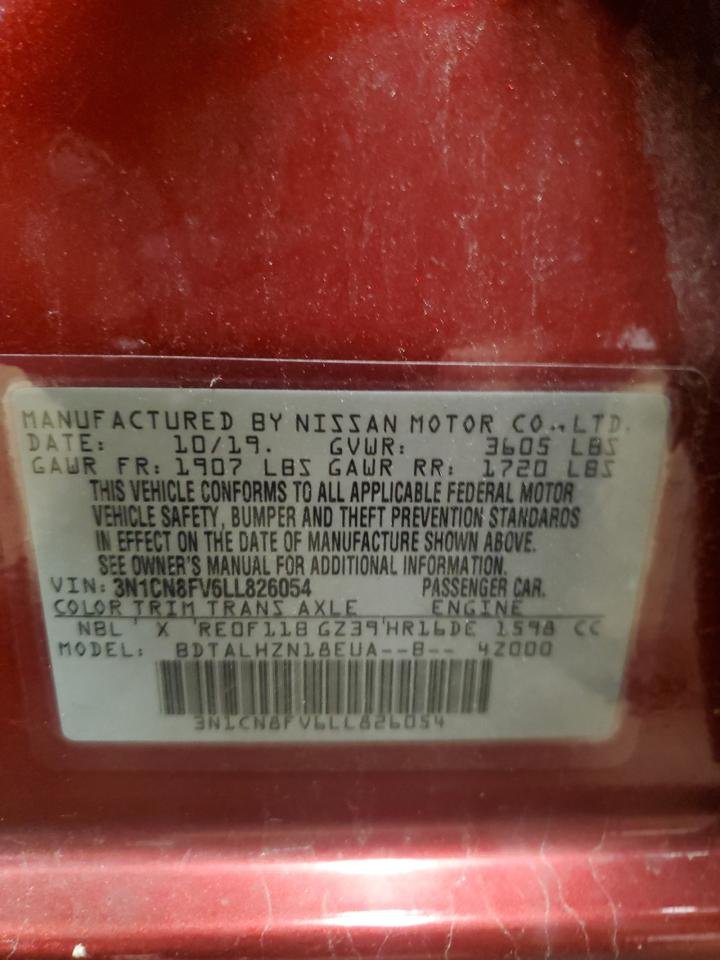 MANUFACTURED BY NISSAN MOTOR CO.,LTD.
DATE: 10/19. GVWR: 3605 LBS
GAWR FR: 1907 LBS GAWR RR: 1720 LBS
THIS VEHICLE CONFORMS TO ALL APPLICABLE FEDERAL MOTOR
VEHICLE SAFETY, BUMPER AND THEFT PREVENTION STANDARDS
IN EFFECT ON THE DATE OF MANUFACTURE SHOWN ABOVE.
SEE OWNER'S MANUAL FOR ADDITIONAL INFORMATION.
VIN: 3N1CN8FV6LL826054 PASSENGER CAR.
COLOR TRIM TRANS AXLE ENGINE
NBL X RE0F11B GZ39 HR16DE 1598 CC
MODEL: BDTALHZN18EUA--B-- 4Z000
3N1CN8FV6LL826054